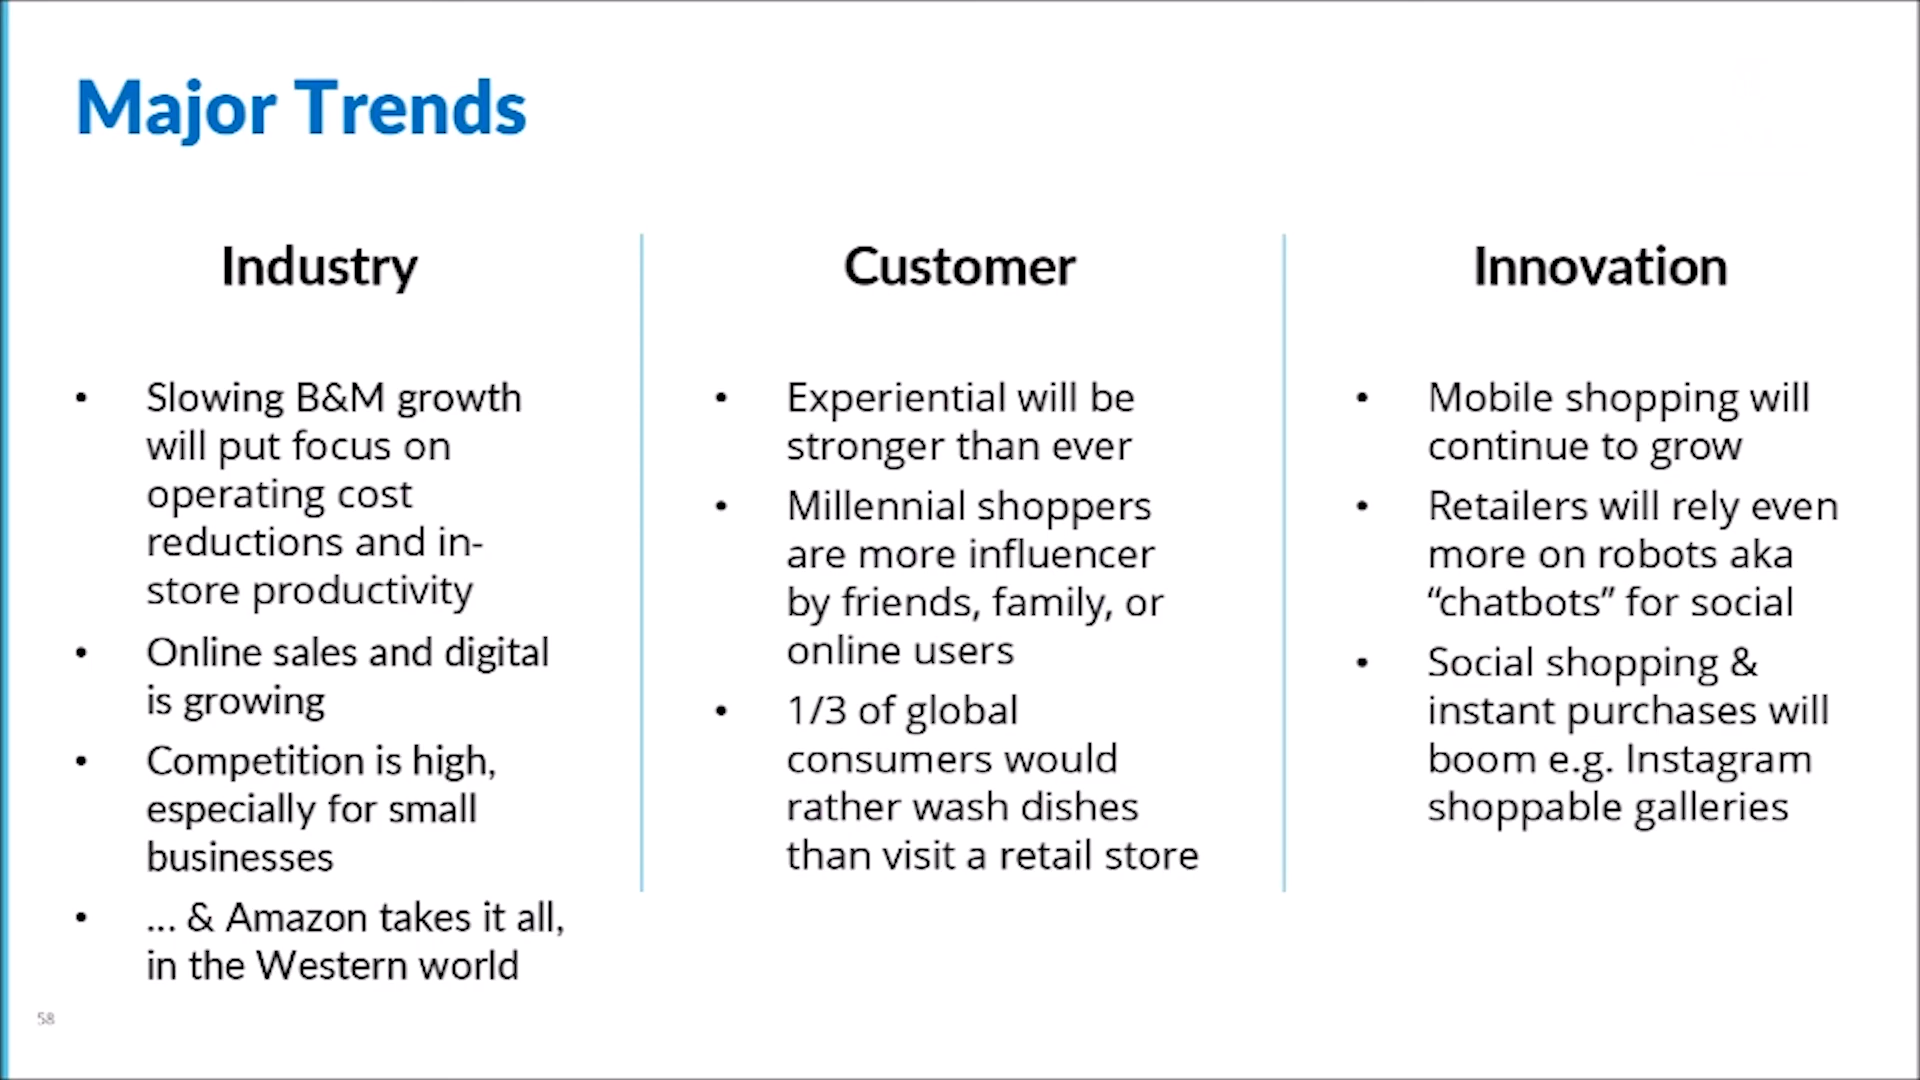 Major Trends
Industry
Slowing B&M growth
will put focus on
operating cost
reductions and in-
store productivity
Online sales and digital
is growing
Competition is high,
especially for small
businesses
... & Amazon takes it all,
in the Western world
Customer
Experiential will be
stronger than ever
Millennial shoppers
are more influencer
by friends, family, or
online users
1/3 of global
consumers would
rather wash dishes
than visit a retail store
Innovation
Mobile shopping will
continue to grow
Retailers will rely even
more on robots aka
“chatbots” for social
Social shopping &
instant purchases will
boom e.g. Instagram
shoppable galleries
58